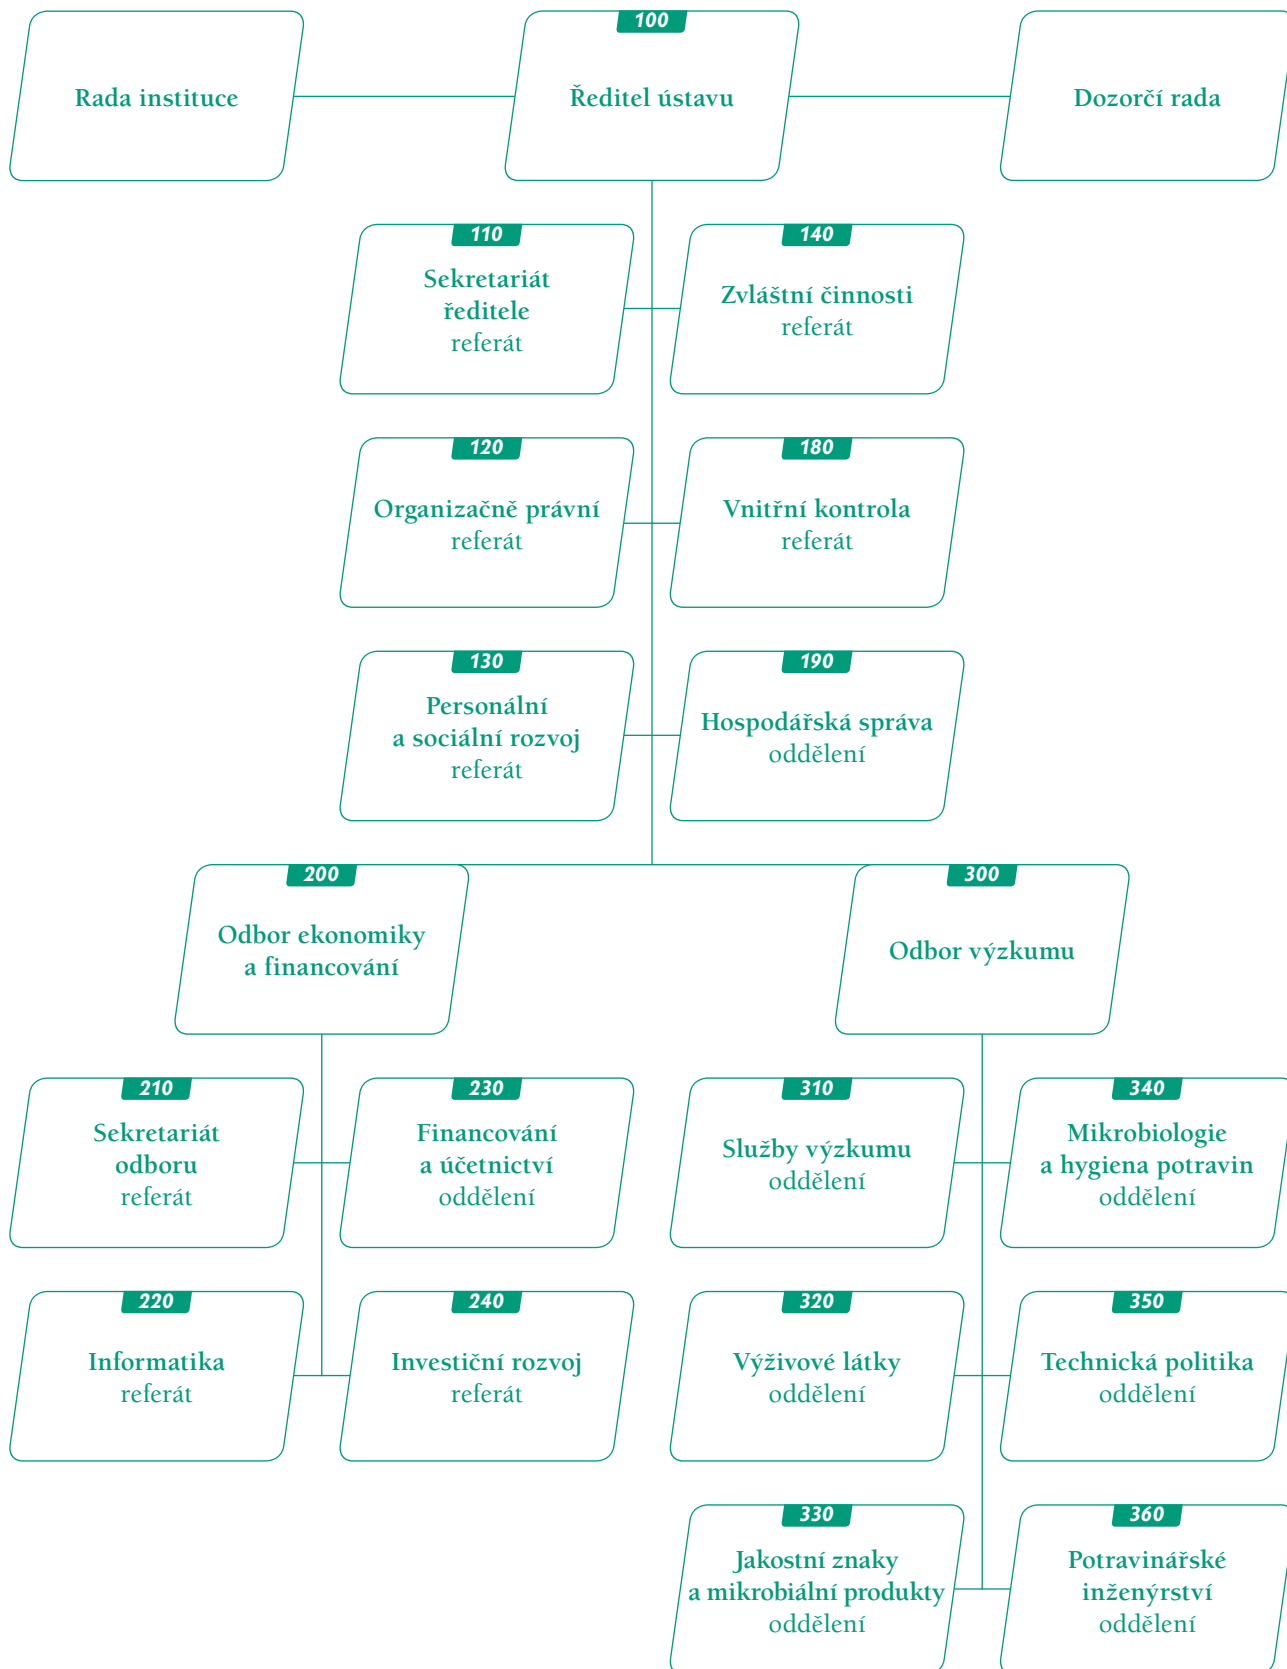 100
Rada instituce
Ředitel ústavu
Dozorčí rada
110
Sekretariát
ředitele
referát
140
Zvláštní činnosti
referát
120
Organizačně právní
referát
180
Vnitřní kontrola
referát
130
Personální
a sociální rozvoj
referát
190
Hospodářská správa
oddělení
200
Odbor ekonomiky
a financování
300
Odbor výzkumu
210
Sekretariát
odboru
referát
230
Financování
a účetnictví
oddělení
310
Služby výzkumu
oddělení
340
Mikrobiologie
a hygiena potravin
oddělení
220
Informatika
referát
240
Investiční rozvoj
referát
320
Výživové látky
oddělení
350
Technická politika
oddělení
330
Jakostní znaky
a mikrobiální produkty
oddělení
360
Potravinářské
inženýrství
oddělení